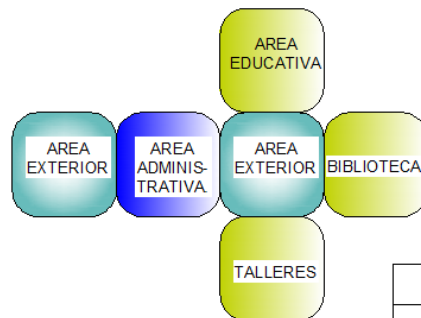 AREA
EDUCATIVA
AREA
EXTERIOR
AREA
ADMINIS-
TRATIVA.
AREA
EXTERIOR
BIBLIOTECA
TALLERES